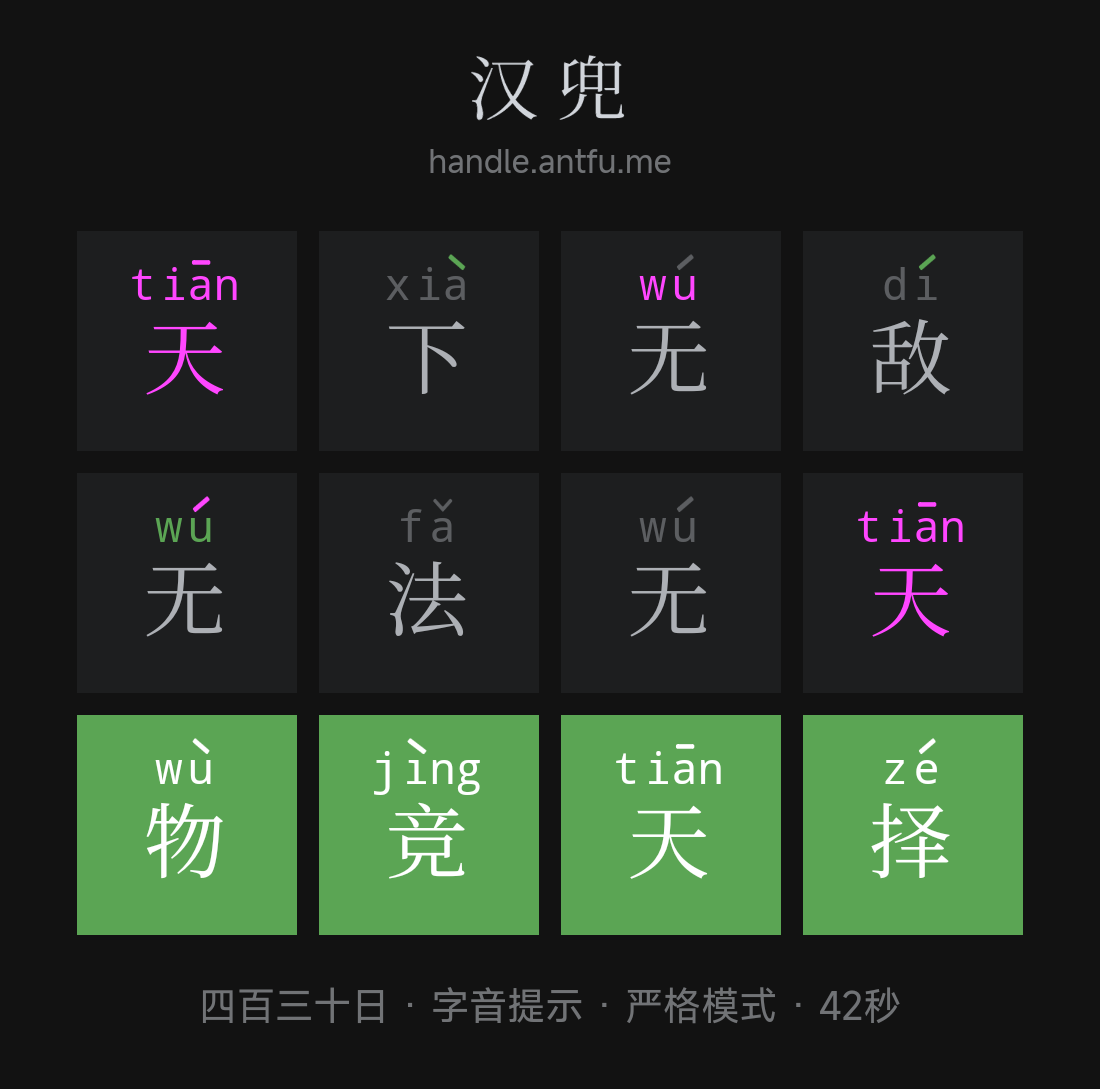 汉兜
handle.antfu.me
tiān xià wú dí
天下无敌
wú fǎ wú tiān
无法无天
wù jìng tiān zé
物竞天择
四百三十日 · 字音提示 · 严格模式 · 42秒